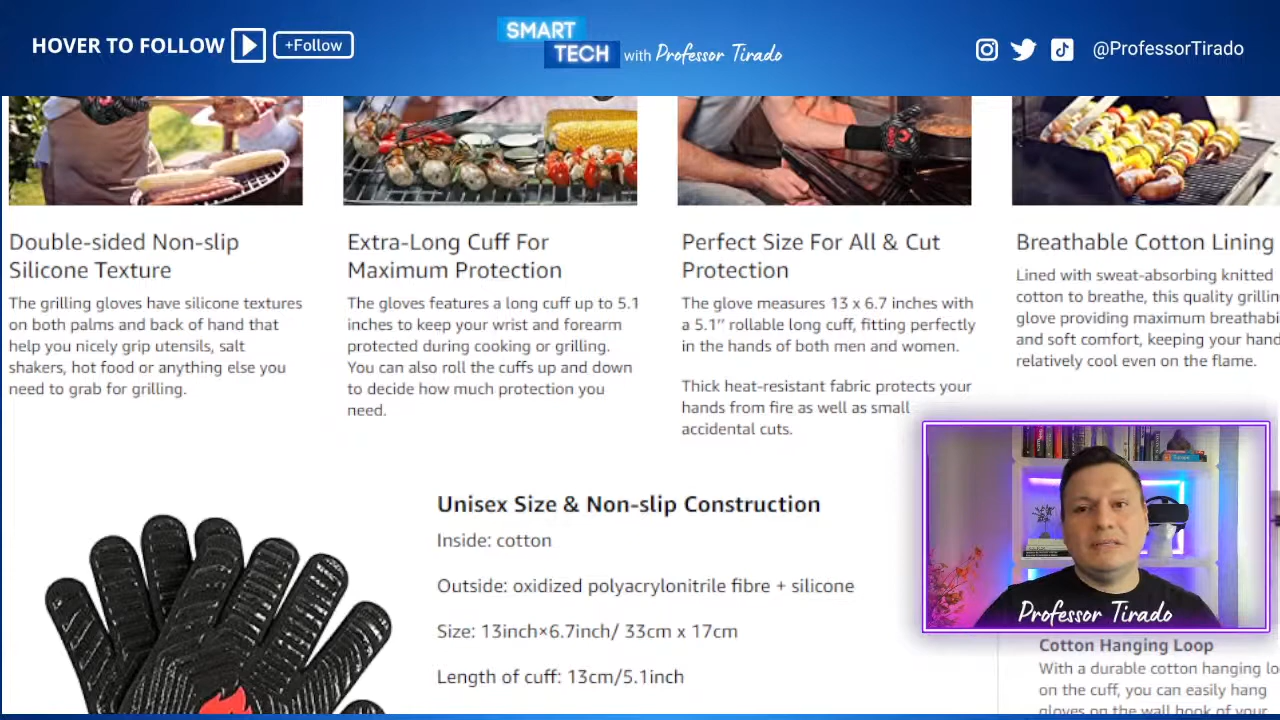 HOVER TO FOLLOW
+Follow
SMART
TECH with Professor Tirado
@ProfessorTirado
Double-sided Non-slip
Silicone Texture
The grilling gloves have silicone textures
on both palms and back of hand that
help you nicely grip utensils, salt
shakers, hot food or anything else you
need to grab for grilling.
Extra-Long Cuff For
Maximum Protection
The gloves features a long cuff up to 5.1
inches to keep your wrist and forearm
protected during cooking or grilling.
You can also roll the cuffs up and down
to decide how much protection you
need.
Perfect Size For All & Cut
Protection
The glove measures 13 x 6.7 inches with
a 5.1″ rollable long cuff, fitting perfectly
in the hands of both men and women.
Thick heat-resistant fabric protects your
hands from fire as well as small
accidental cuts.
Breathable Cotton Lining
Lined with sweat-absorbing knitted
cotton to breathe, this quality
glove providing maximum
and soft comfort, keeping your
relatively cool even on the flame.
Unisex Size & Non-slip Construction
Inside: cotton
Outside: oxidized polyacrylonitrile fibre + silicone
Size: 13inch×6.7inch/ 33cm x 17cm
Length of cuff: 13cm/5.1inch
Professor Tirado
Cotton Hanging Loop
With a durable cotton hanging
on the cuff, you can easily hang
gloves on the wall hook of your